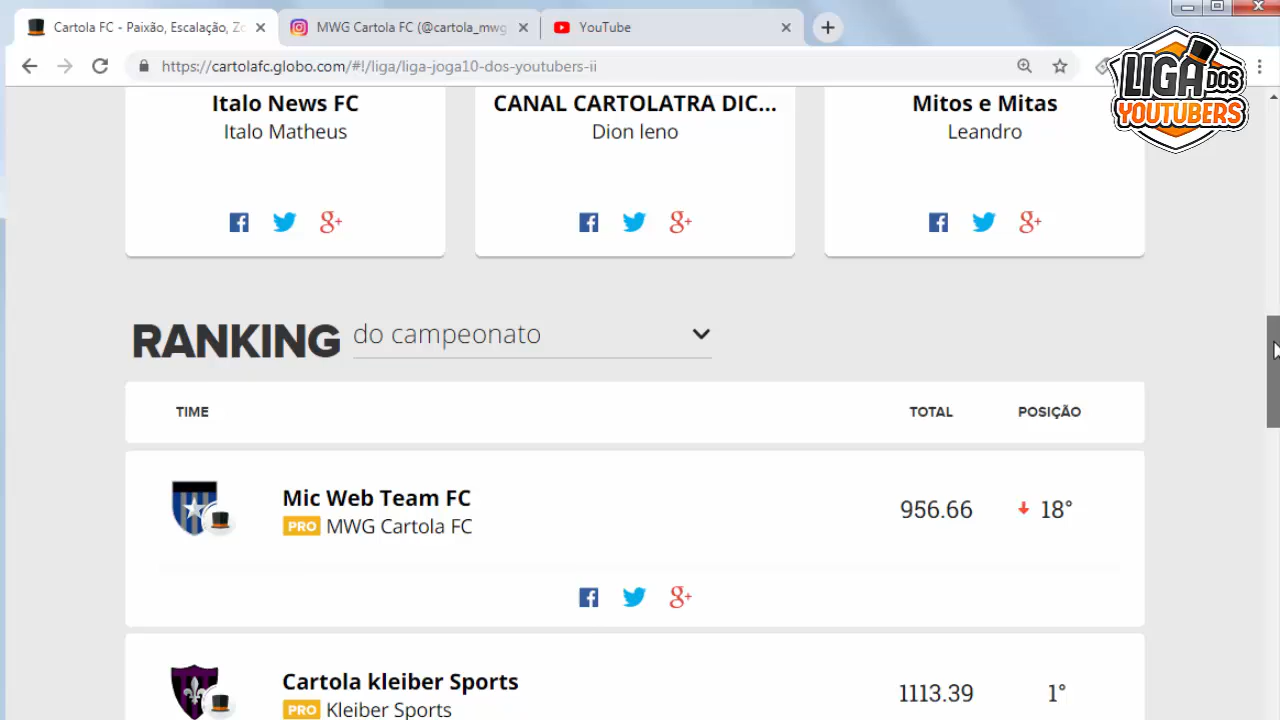 Cartola FC - Paixão, Escalação, Zo
MWG Cartola FC (@cartola_mwg
YouTube
https://cartolafc.globo.com/#!/liga/liga-joga10-dos-youtubers-ii
LIGA DOS
YOUTUBERS
Italo News FC
Italo Matheus
CANAL CARTOLATRA DIC...
Dion leno
Mitos e Mitas
Leandro
RANKING do campeonato
TIME TOTAL POSIÇÃO
Mic Web Team FC
PRO MWG Cartola FC
956.66 18°
Cartola kleiber Sports
PRO Kleiber Sports
1113.39 1°